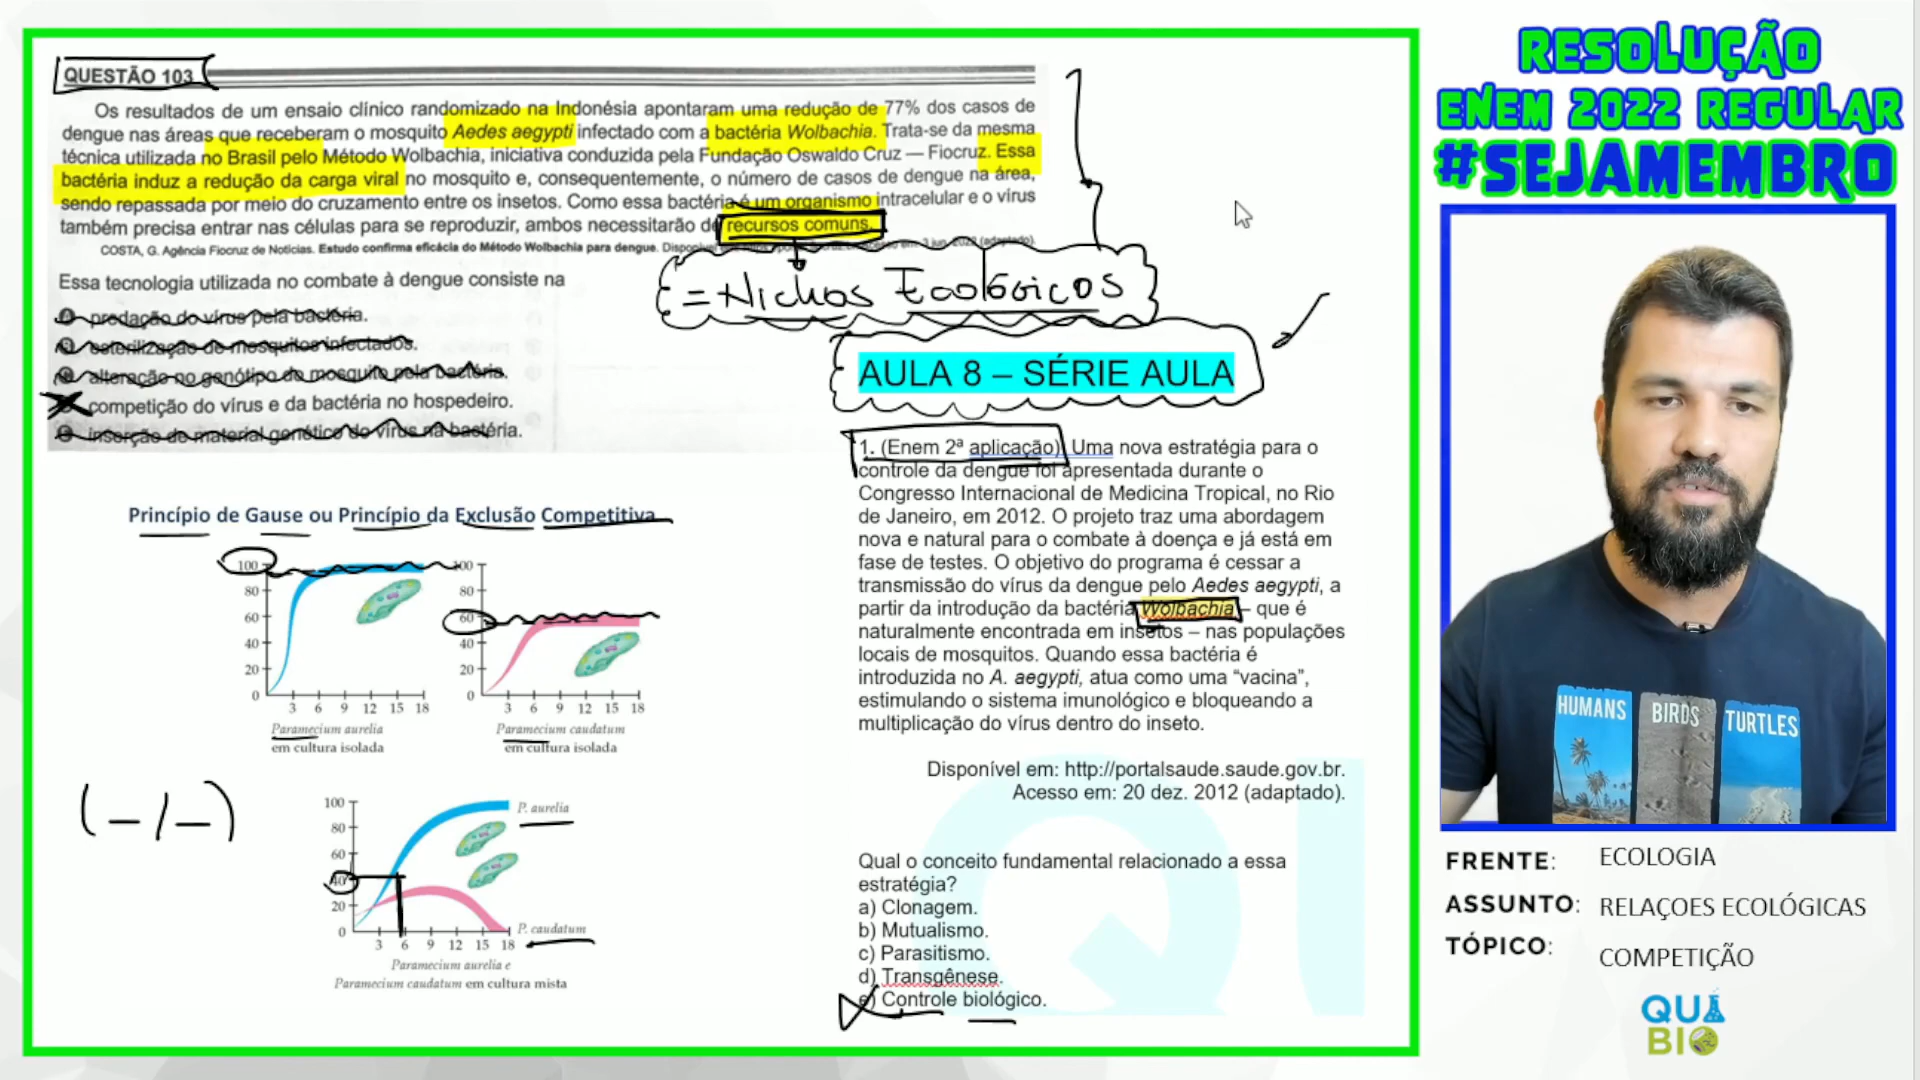 QUESTÃO 103
Os resultados de um ensaio clínico randomizado na Indonésia apontaram uma redução de 77% dos casos de
dengue nas áreas que receberam o mosquito Aedes aegypti infectado com a bactéria Wolbachia. Trata-se da mesma
técnica utilizada no Brasil pelo Método Wolbachia, iniciativa conduzida pela Fundação Oswaldo Cruz — Fiocruz. Essa
bactéria induz a redução da carga viral no mosquito e, consequentemente, o número de casos de dengue na área,
sendo repassada por meio do cruzamento entre os insetos. Como essa bactéria é um organismo intracelular e o vírus
também precisa entrar nas células para se reproduzir, ambos necessitarão de recursos comuns.
COSTA, G. Agência Fiocruz de Notícias. Estudo confirma eficácia do Método Wolbachia para dengue. 3 jun. 2022 (adaptado).
= Nichos Ecológicos
Essa tecnologia utilizada no combate à dengue consiste na
A predação do vírus pela bactéria.
B esterilização de mosquitos infectados.
C alteração no genótipo do mosquito pela bactéria.
competição do vírus e da bactéria no hospedeiro.
E inserção de material genético do vírus na bactéria.
AULA 8 – SÉRIE AULA
1. (Enem 2ª aplicação) Uma nova estratégia para o
controle da dengue foi apresentada durante o
Congresso Internacional de Medicina Tropical, no Rio
de Janeiro, em 2012. O projeto traz uma abordagem
nova e natural para o combate à doença e já está em
fase de testes. O objetivo do programa é cessar a
transmissão do vírus da dengue pelo Aedes aegypti, a
partir da introdução da bactéria Wolbachia – que é
naturalmente encontrada em insetos – nas populações
locais de mosquitos. Quando essa bactéria é
introduzida no A. aegypti, atua como uma “vacina”,
estimulando o sistema imunológico e bloqueando a
multiplicação do vírus dentro do inseto.
Disponível em: http://portalsaude.saude.gov.br.
Acesso em: 20 dez. 2012 (adaptado).
Qual o conceito fundamental relacionado a essa
estratégia?
a) Clonagem.
b) Mutualismo.
c) Parasitismo.
d) Transgênese.
e) Controle biológico.
Princípio de Gause ou Princípio da Exclusão Competitiva
100
80
60
40
20
0
3 6 9 12 15 18
Paramecium aurelia
em cultura isolada
100
80
60
40
20
0
3 6 9 12 15 18
Paramecium caudatum
em cultura isolada
(–/–)
100
80
60
40
20
0
3 6 9 12 15 18
P. aurelia
P. caudatum
Paramecium aurelia e
Paramecium caudatum em cultura mista
RESOLUÇÃO
ENEM 2022 REGULAR
#SEJAMEMBRO
HUMANS
BIRDS
TURTLES
FRENTE: ECOLOGIA
ASSUNTO: RELAÇOES ECOLÓGICAS
TÓPICO: COMPETIÇÃO
QUI
BIO